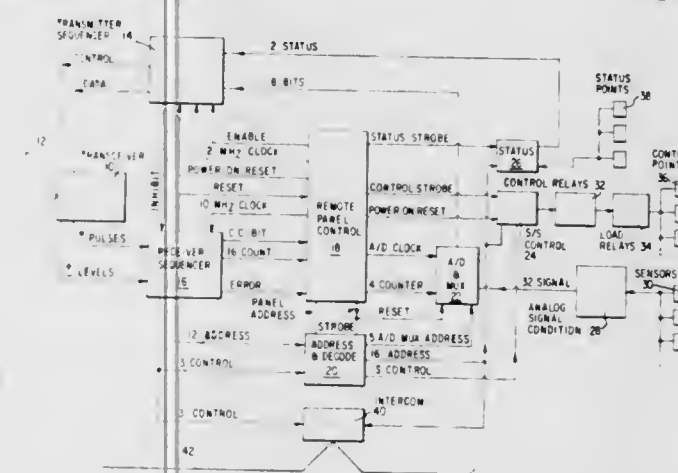 TRANSMITTER
SEQUENCER 14
DATA
2 STATUS
8 BITS
STATUS
POINTS
38
12
TRANSCEIVER
10
ENABLE
2 MHZ CLOCK
POWER ON RESET
RESET
10 MHZ CLOCK
INHIBIT
C.C. BIT
16 COUNT
ERROR
PULSES
LEVELS
RECEIVER
SEQUENCER
16
REMOTE
PANEL
CONTROL
18
STATUS STROBE
CONTROL STROBE
POWER ON RESET
A/D CLOCK
4 COUNTER
STATUS
26
CONTROL RELAYS 32
36
S/S
CONTROL
24
LOAD
RELAYS 34
A/D
&
MUX
22
32 SIGNAL
SENSORS
30
ANALOG
SIGNAL
CONDITION 28
PANEL
ADDRESS
RESET
STROBE
12 ADDRESS
3 CONTROL
ADDRESS
& DECODE
20
5 A/D MUX ADDRESS
16 ADDRESS
5 CONTROL
3 CONTROL
INTERCOM
40
42